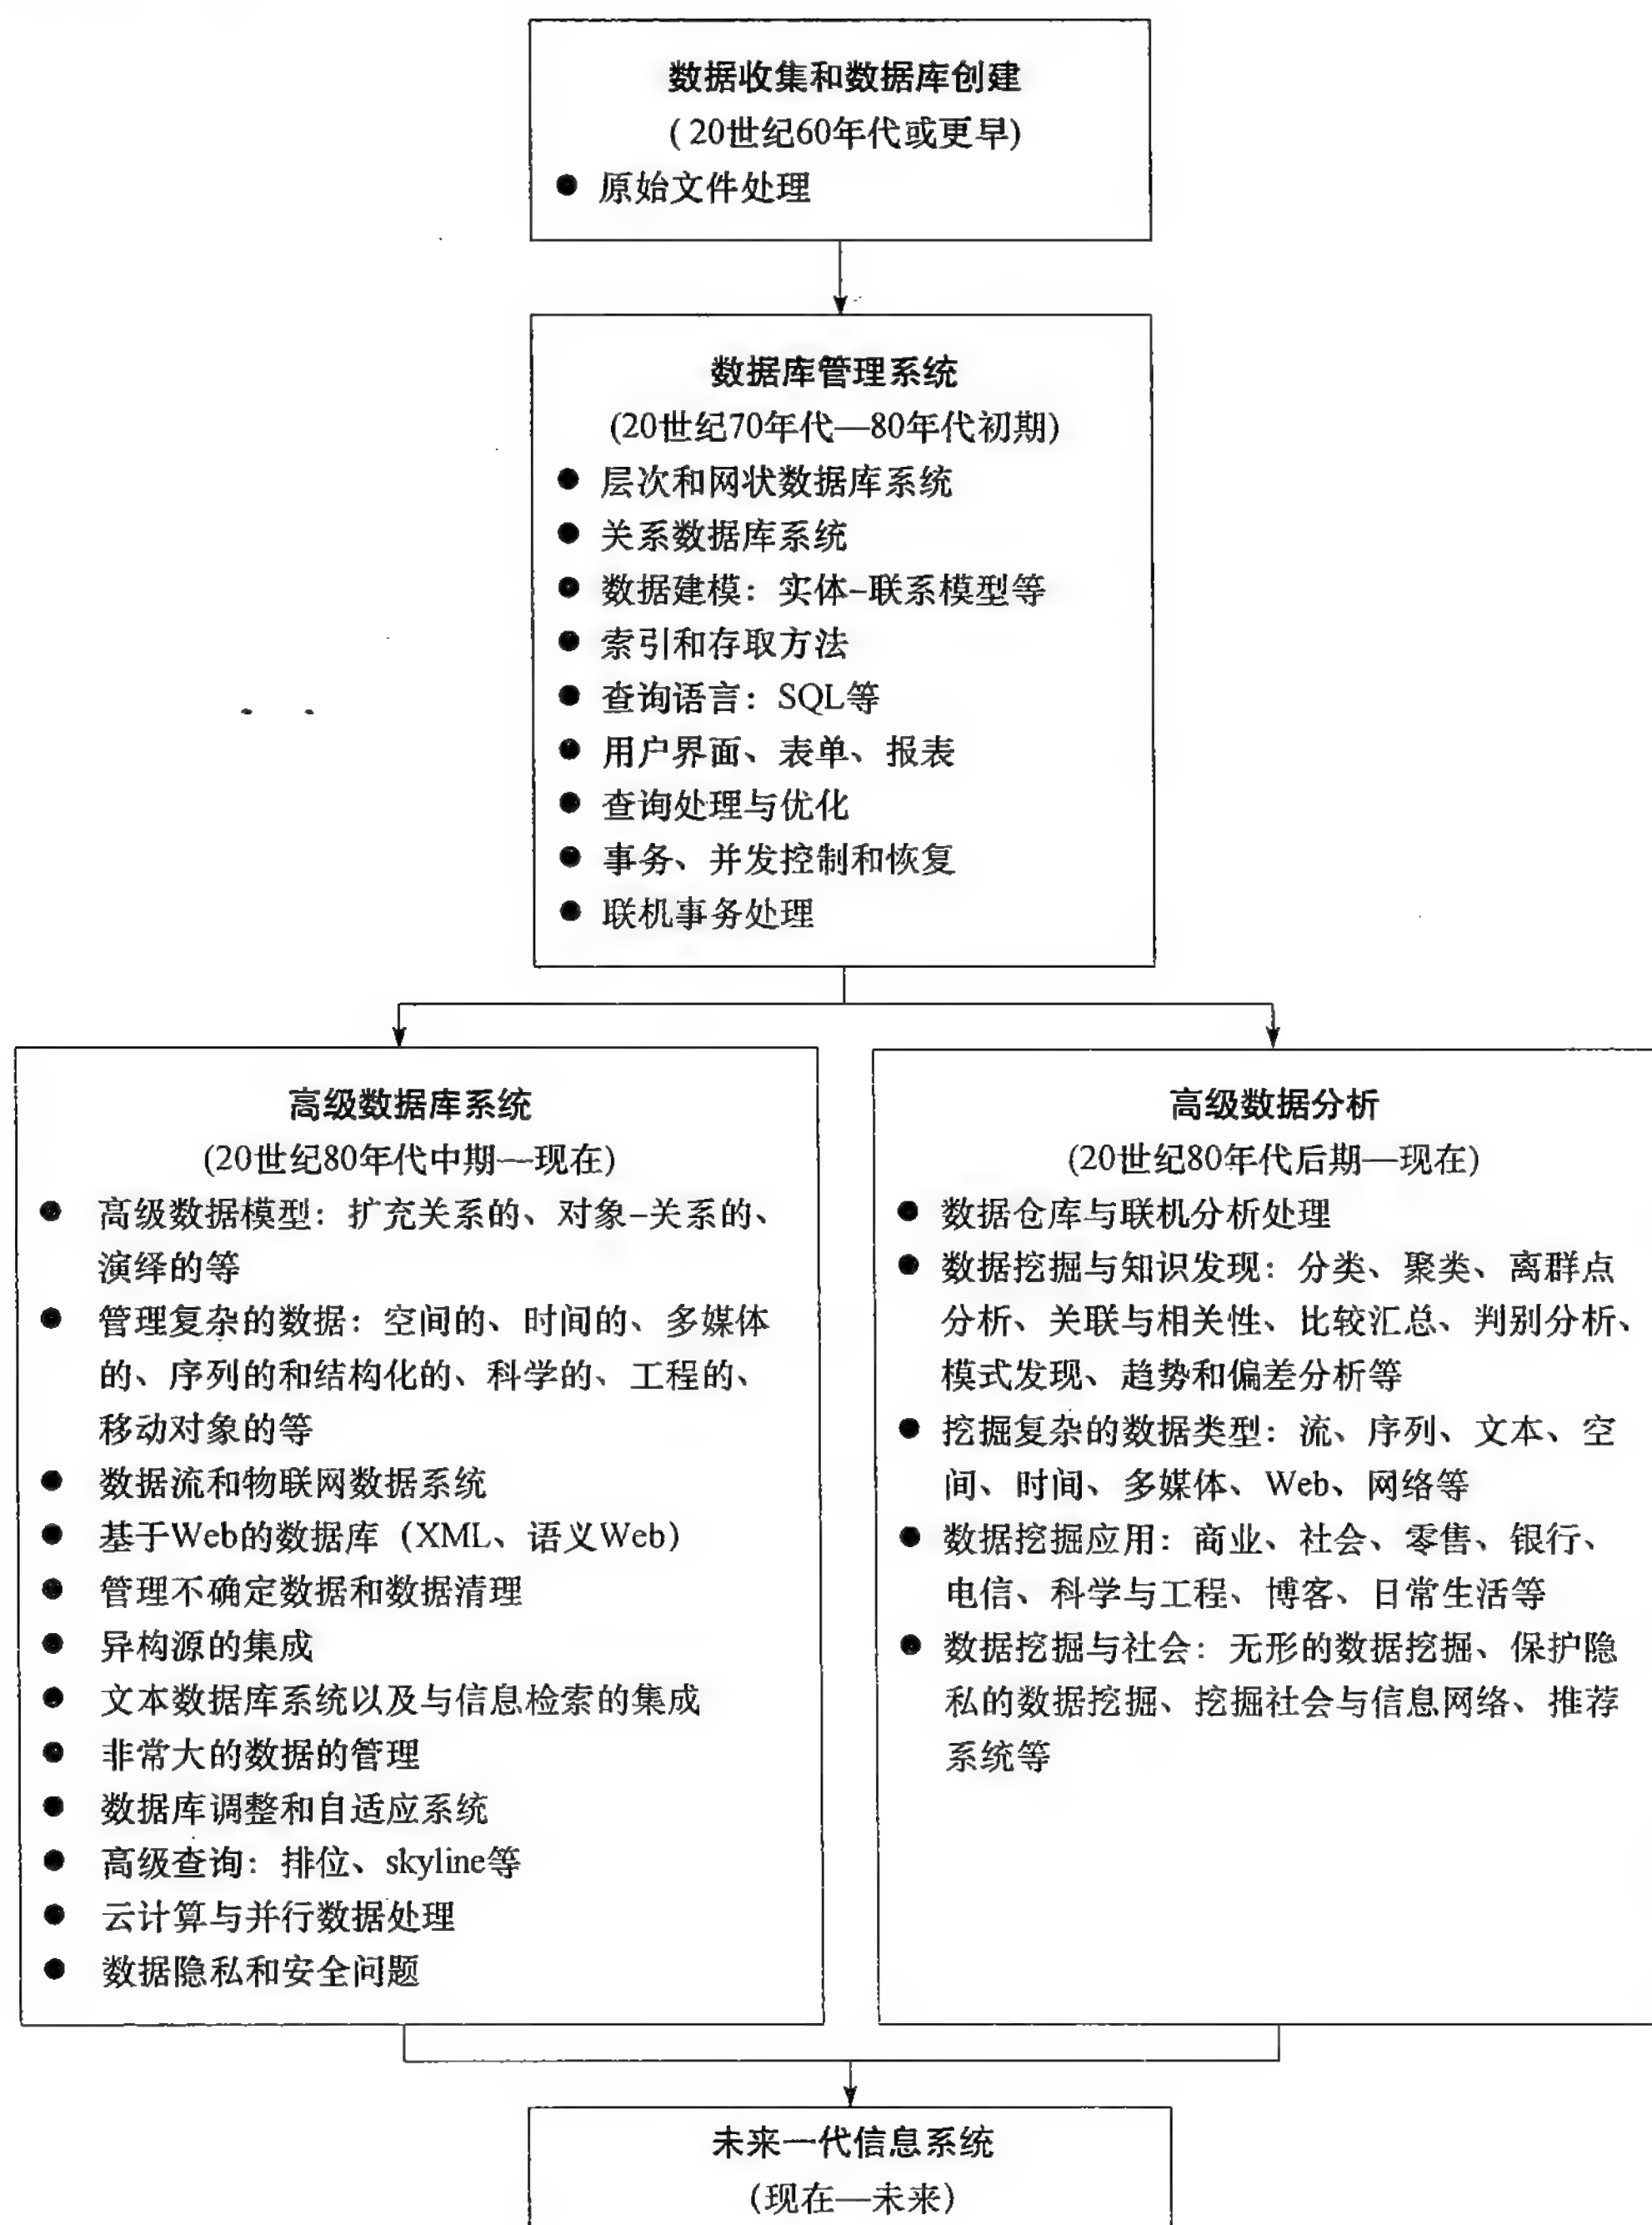 数据收集和数据库创建
(20世纪60年代或更早)
● 原始文件处理
数据库管理系统
(20世纪70年代—80年代初期)
● 层次和网状数据库系统
● 关系数据库系统
● 数据建模：实体-联系模型等
● 索引和存取方法
● 查询语言：SQL等
● 用户界面、表单、报表
● 查询处理与优化
● 事务、并发控制和恢复
● 联机事务处理
高级数据库系统
(20世纪80年代中期—现在)
● 高级数据模型：扩充关系的、对象-关系的、
演绎的等
● 管理复杂的数据：空间的、时间的、多媒体
的、序列的和结构化的、科学的、工程的、
移动对象的等
● 数据流和物联网数据系统
● 基于Web的数据库（XML、语义Web）
● 管理不确定数据和数据清理
● 异构源的集成
● 文本数据库系统以及与信息检索的集成
● 非常大的数据的管理
● 数据库调整和自适应系统
● 高级查询：排位、skyline等
● 云计算与并行数据处理
● 数据隐私和安全问题
高级数据分析
(20世纪80年代后期—现在)
● 数据仓库与联机分析处理
● 数据挖掘与知识发现：分类、聚类、离群点
分析、关联与相关性、比较汇总、判别分析、
模式发现、趋势和偏差分析等
● 挖掘复杂的数据类型：流、序列、文本、空
间、时间、多媒体、Web、网络等
● 数据挖掘应用：商业、社会、零售、银行、
电信、科学与工程、博客、日常生活等
● 数据挖掘与社会：无形的数据挖掘、保护隐
私的数据挖掘、挖掘社会与信息网络、推荐
系统等
未来一代信息系统
（现在—未来）